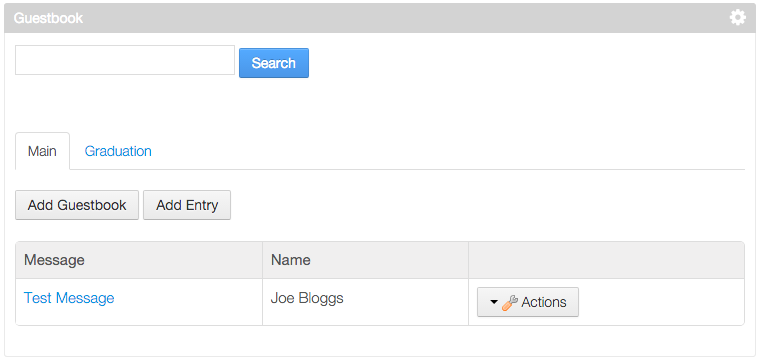 Guestbook
Search
Main Graduation
Add Guestbook Add Entry
Message Name
Test Message Joe Bloggs Actions